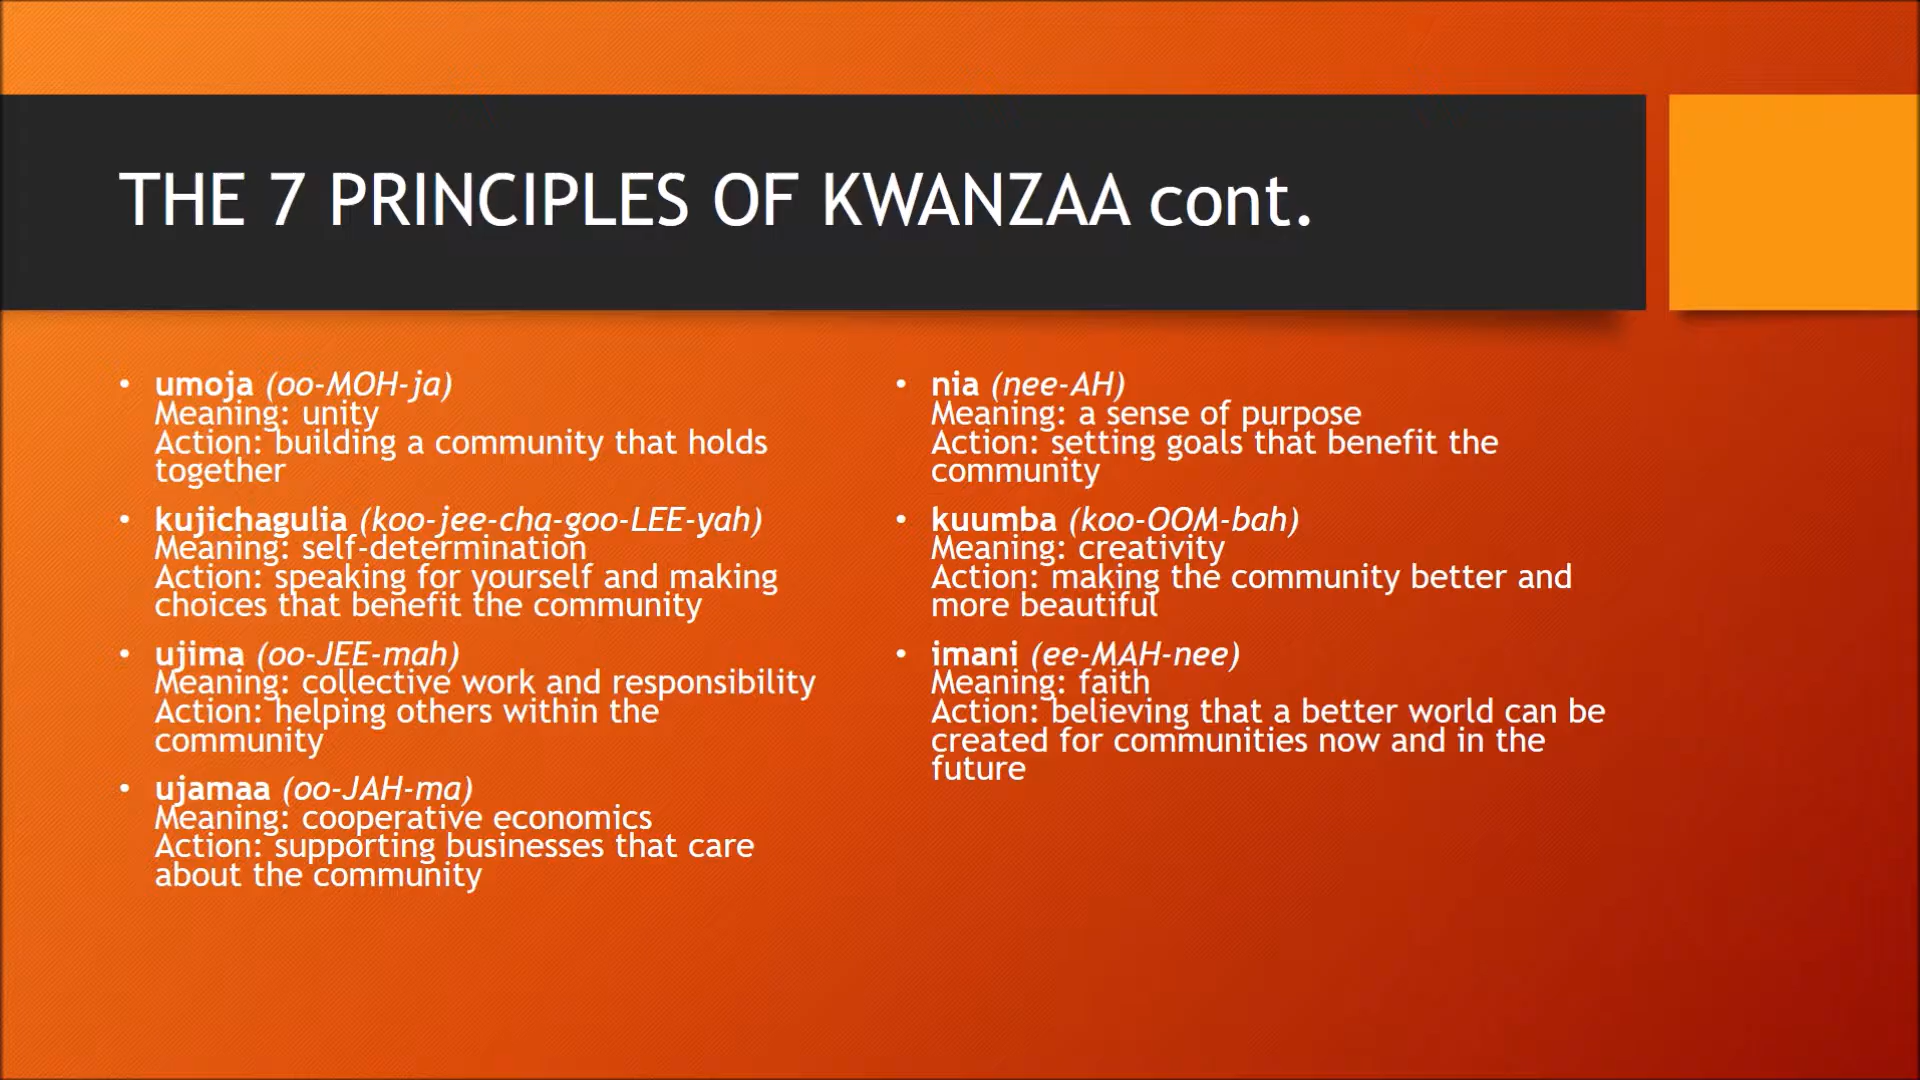 THE 7 PRINCIPLES OF KWANZAA cont.
• umoja (oo-MOH-ja)
Meaning: unity
Action: building a community that holds
together
• kujichagulia (koo-jee-cha-goo-LEE-yah)
Meaning: self-determination
Action: speaking for yourself and making
choices that benefit the community
• ujima (oo-JEE-mah)
Meaning: collective work and responsibility
Action: helping others within the
community
• ujamaa (oo-JAH-ma)
Meaning: cooperative economics
Action: supporting businesses that care
about the community
• nia (nee-AH)
Meaning: a sense of purpose
Action: setting goals that benefit the
community
• kuumba (koo-OOM-bah)
Meaning: creativity
Action: making the community better and
more beautiful
• imani (ee-MAH-nee)
Meaning: faith
Action: believing that a better world can be
created for communities now and in the
future